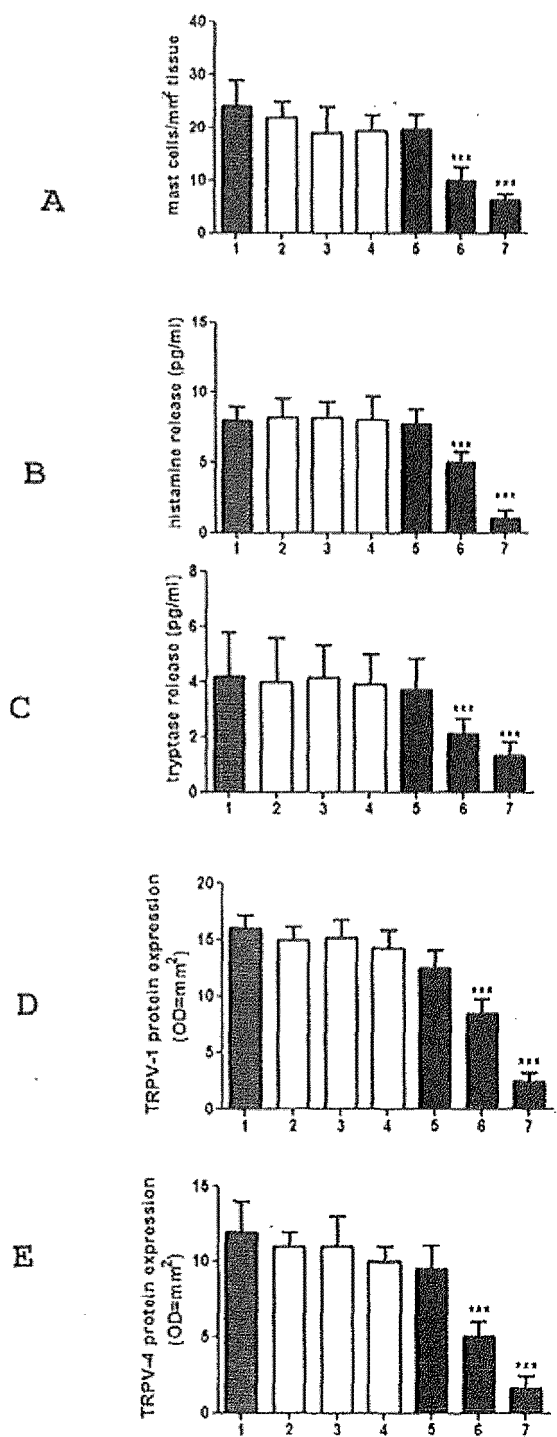 A
mast cells/mm² tissue
40
30
20
10
0
*** ***
1 2 3 4 5 6 7
B
histamine release (pg/ml)
15
10
5
0
*** ***
1 2 3 4 5 6 7
C
tryptase release (pg/ml)
8
6
4
2
0
*** ***
1 2 3 4 5 6 7
D
TRPV-1 protein expression
(OD=mm²)
20
15
10
5
0
*** ***
1 2 3 4 5 6 7
E
TRPV-4 protein expression
(OD=mm²)
15
10
5
0
*** ***
1 2 3 4 5 6 7